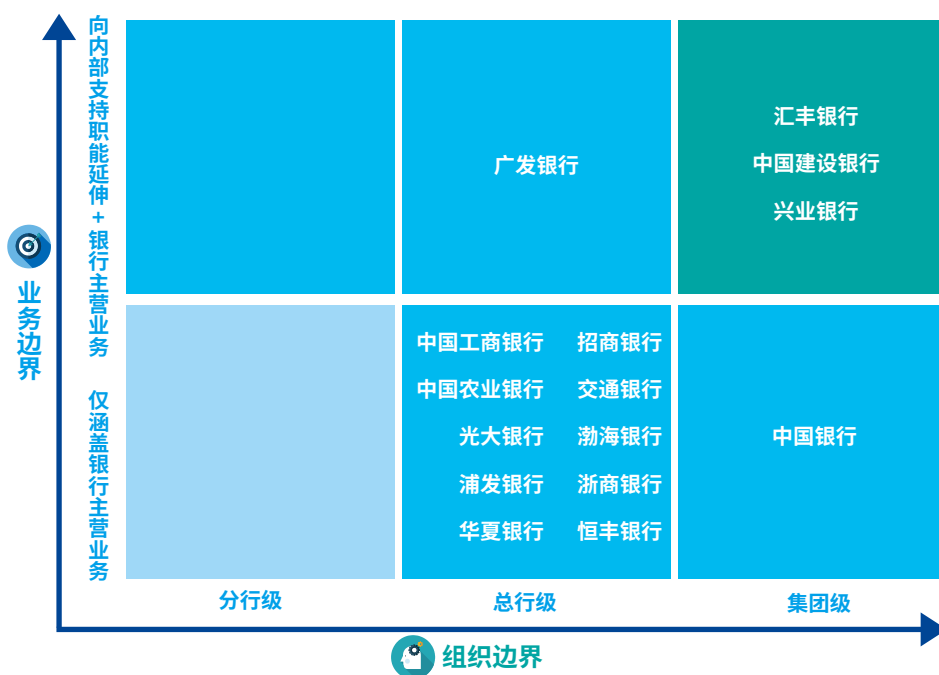 向内部支持职能延伸+银行主营业务
仅涵盖银行主营业务
业务边界
广发银行
汇丰银行
中国建设银行
兴业银行
中国工商银行 招商银行
中国农业银行 交通银行
光大银行 渤海银行
浦发银行 浙商银行
华夏银行 恒丰银行
中国银行
分行级 总行级 集团级
组织边界